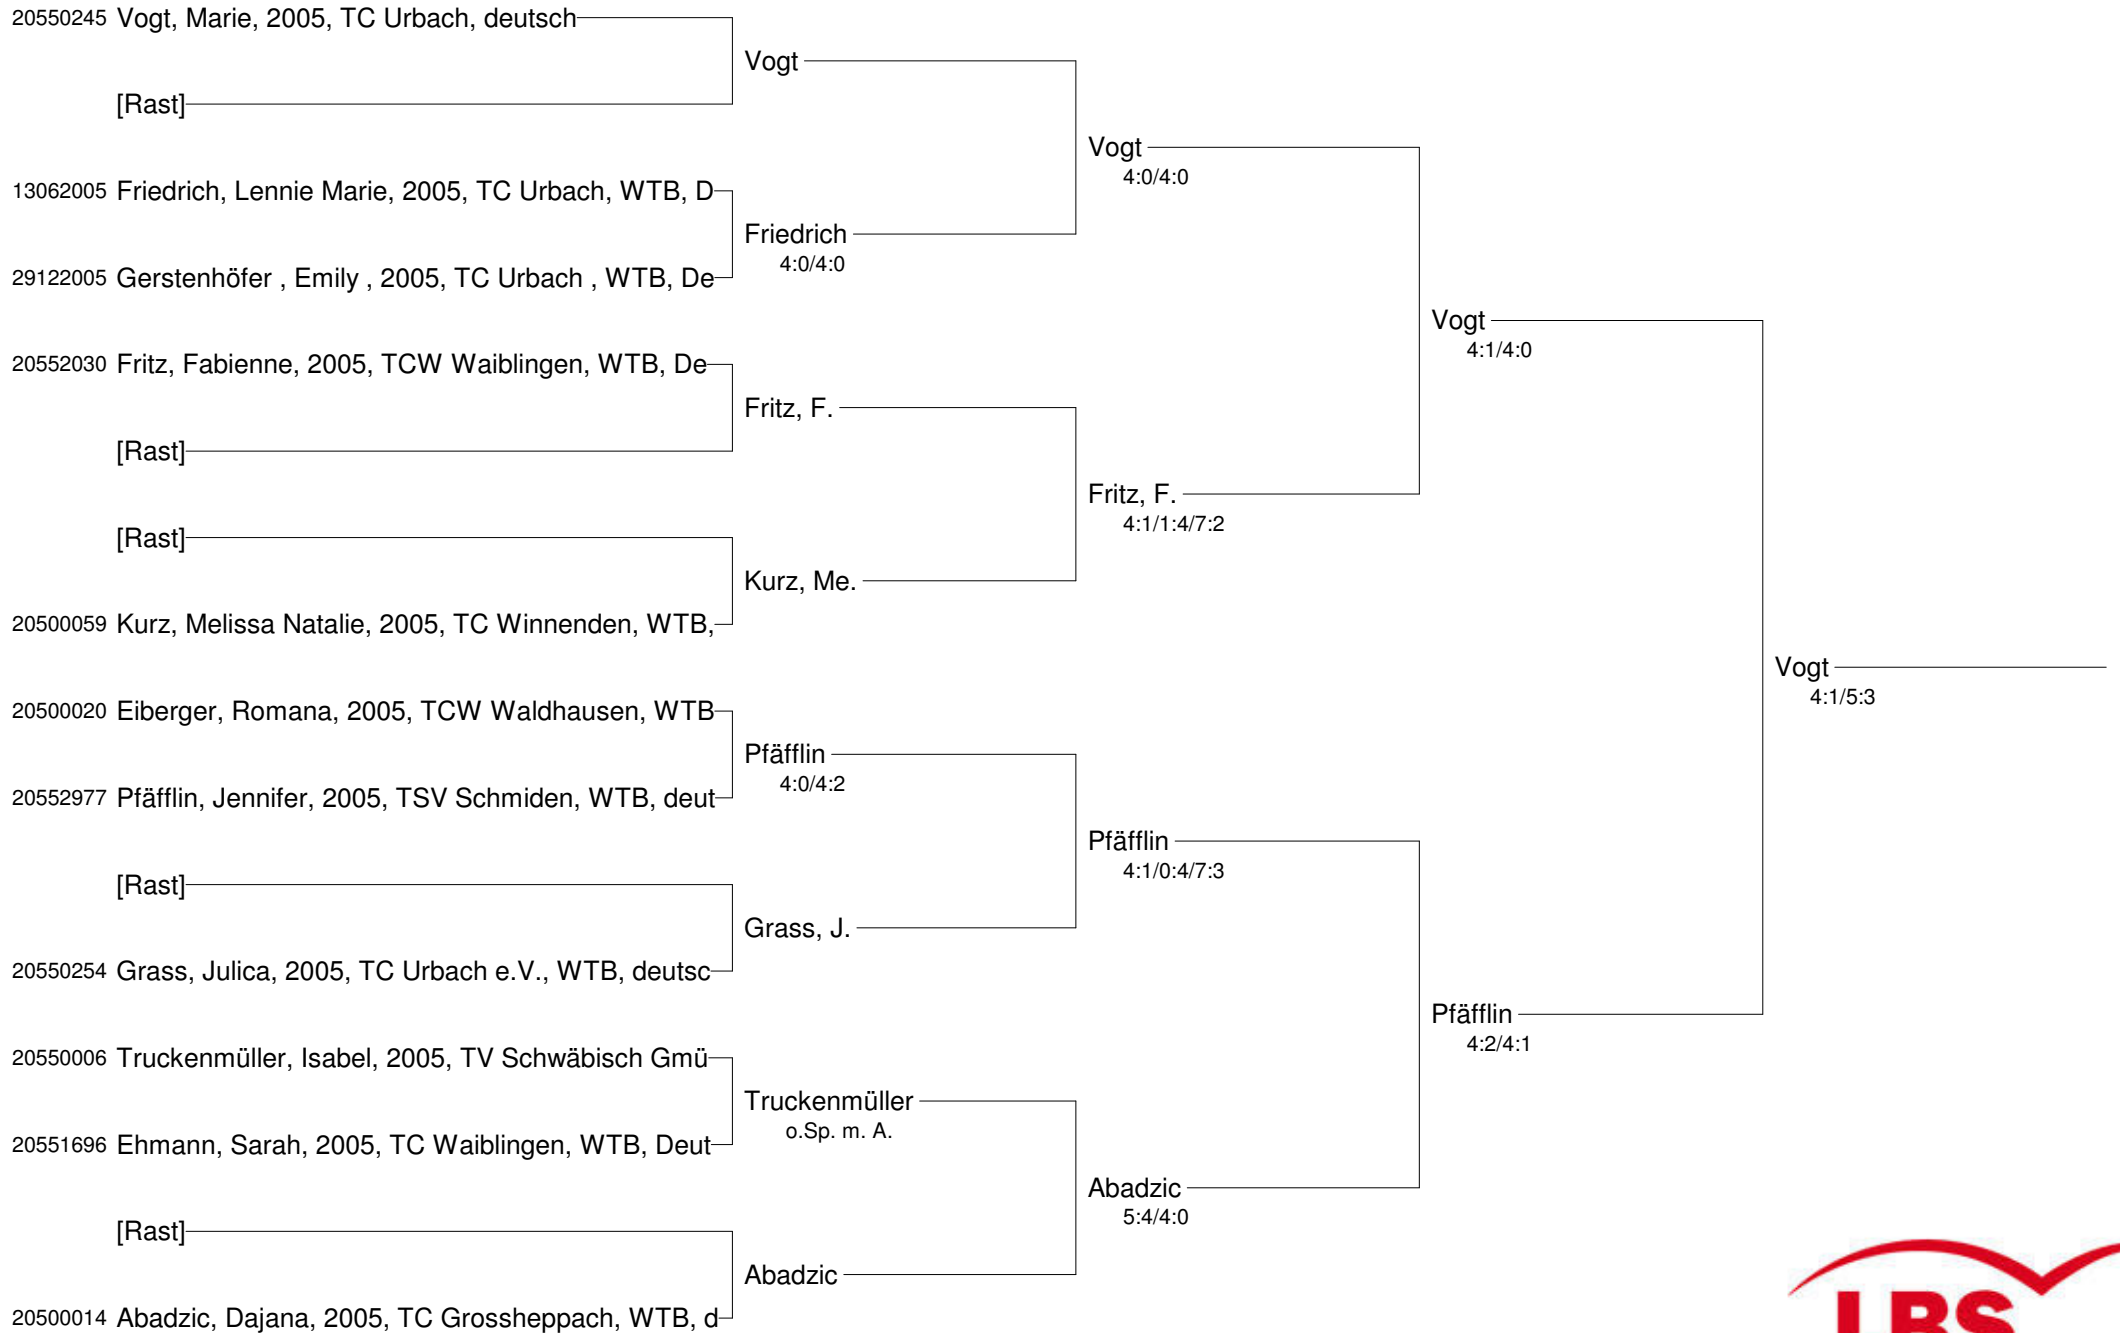 20550245 Vogt, Marie, 2005, TC Urbach, deutsch
Vogt
[Rast]
Vogt
4:0/4:0
13062005 Friedrich, Lennie Marie, 2005, TC Urbach, WTB, D
Friedrich
4:0/4:0
29122005 Gerstenhöfer , Emily , 2005, TC Urbach , WTB, De
Vogt
4:1/4:0
20552030 Fritz, Fabienne, 2005, TCW Waiblingen, WTB, De
Fritz, F.
[Rast]
Fritz, F.
4:1/1:4/7:2
[Rast]
Kurz, Me.
20500059 Kurz, Melissa Natalie, 2005, TC Winnenden, WTB,
Vogt
4:1/5:3
20500020 Eiberger, Romana, 2005, TCW Waldhausen, WTB
Pfäfflin
4:0/4:2
20552977 Pfäfflin, Jennifer, 2005, TSV Schmiden, WTB, deut
Pfäfflin
4:1/0:4/7:3
[Rast]
Grass, J.
20550254 Grass, Julica, 2005, TC Urbach e.V., WTB, deutsc
Pfäfflin
4:2/4:1
20550006 Truckenmüller, Isabel, 2005, TV Schwäbisch Gmü
Truckenmüller
o.Sp. m. A.
20551696 Ehmann, Sarah, 2005, TC Waiblingen, WTB, Deut
Abadzic
5:4/4:0
[Rast]
Abadzic
20500014 Abadzic, Dajana, 2005, TC Grossheppach, WTB, d
LBS